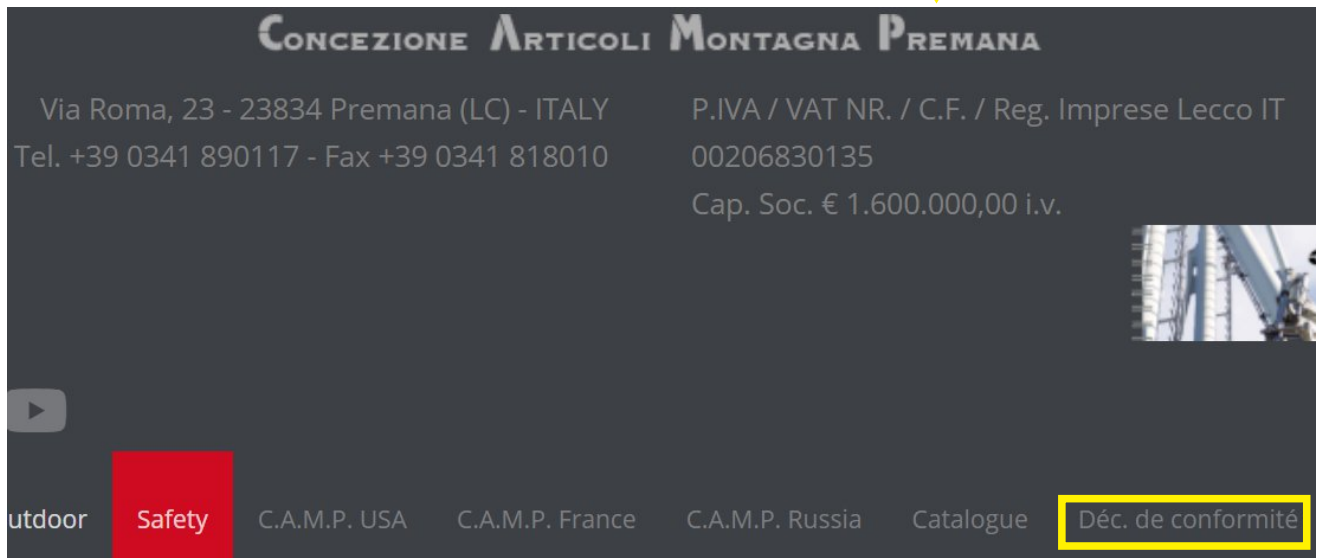 CONCEZIONE ARTICOLI MONTAGNA PREMANA
Via Roma, 23 - 23834 Premana (LC) - ITALY
Tel. +39 0341 890117 - Fax +39 0341 818010
P.IVA / VAT NR. / C.F. / Reg. Imprese Lecco IT
00206830135
Cap. Soc. € 1.600.000,00 i.v.
utdoor Safety C.A.M.P. USA C.A.M.P. France C.A.M.P. Russia Catalogue Déc. de conformité